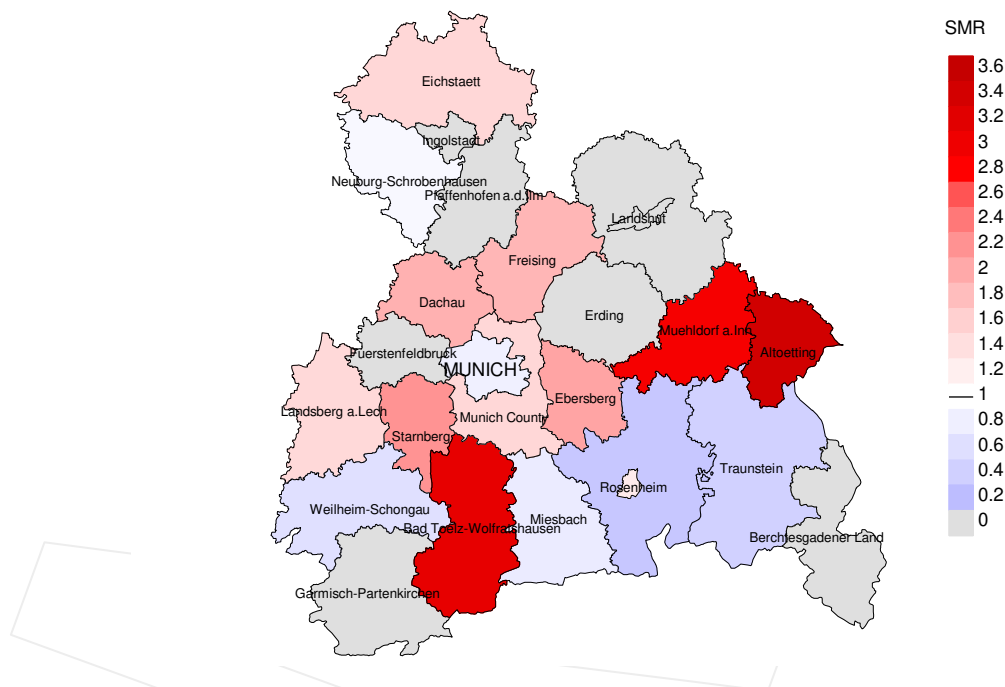 SMR
3.6
3.4
3.2
3
2.8
2.6
2.4
2.2
2
1.8
1.6
1.4
1.2
1
0.8
0.6
0.4
0.2
0
Eichstaett
Ingolstadt
Neuburg-Schrobenhausen
Pfaffenhofen a.d.Ilm
Landshut
Freising
Dachau
Erding
Muehldorf a.Inn
Altoetting
Fuerstenfeldbruck
MUNICH
Ebersberg
Landsberg a.Lech
Munich County
Starnberg
Traunstein
Rosenheim
Weilheim-Schongau
Miesbach
Bad Toelz-Wolfratshausen
Berchtesgadener Land
Garmisch-Partenkirchen